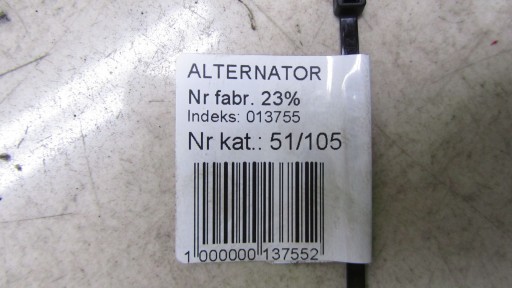 ALTERNATOR
Nr fabr. 23%
Indeks: 013755
Nr kat.: 51/105
1 000000 137552